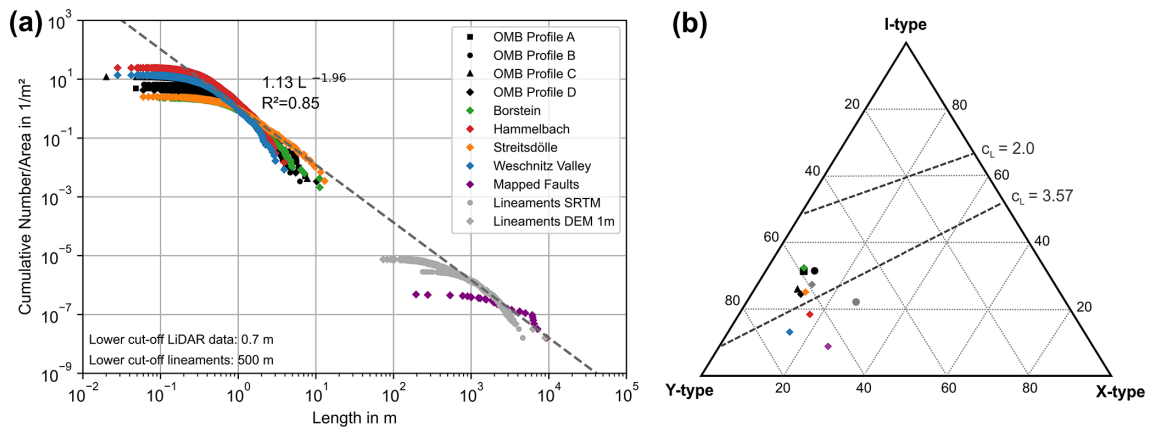 (a)
10³
10¹
10⁻¹
10⁻³
10⁻⁵
10⁻⁷
10⁻⁹
Cumulative Number/Area in 1/m²
1.13 L ⁻¹·⁹⁶
R²=0.85
OMB Profile A
OMB Profile B
OMB Profile C
OMB Profile D
Borstein
Hammelbach
Streitsdölle
Weschnitz Valley
Mapped Faults
Lineaments SRTM
Lineaments DEM 1m
Lower cut-off LiDAR data: 0.7 m
Lower cut-off lineaments: 500 m
10⁻² 10⁻¹ 10⁰ 10¹ 10² 10³ 10⁴ 10⁵
Length in m
(b)
I-type
20 80
c_L = 2.0
40 60
c_L = 3.57
60 40
80 20
Y-type 20 40 60 80 X-type